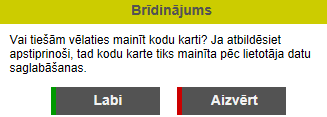 Brīdinājums
Vai tiešām vēlaties mainīt kodu karti? Ja atbildēsiet
apstiprinoši, tad kodu karte tiks mainīta pēc lietotāja datu
saglabāšanas.
Labi
Aizvērt